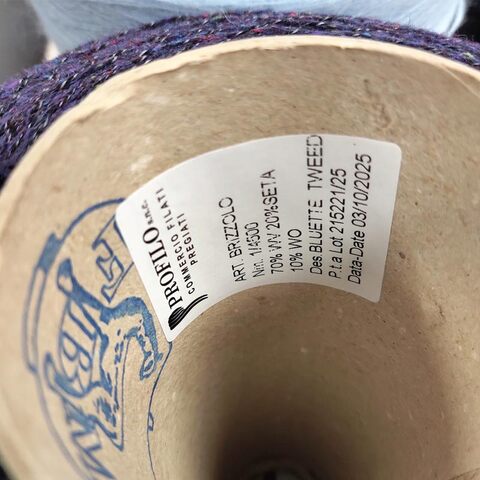 PROFILO s.n.c.
COMMERCIO FILATI
PREGIATI
ART. BRIZZOLO
Nm. 1/4500
70% WV 20%SETA
10% WO
Des BLUETTE TWEED
P.t a Lot 215221/25
Data-Date 03/10/2025